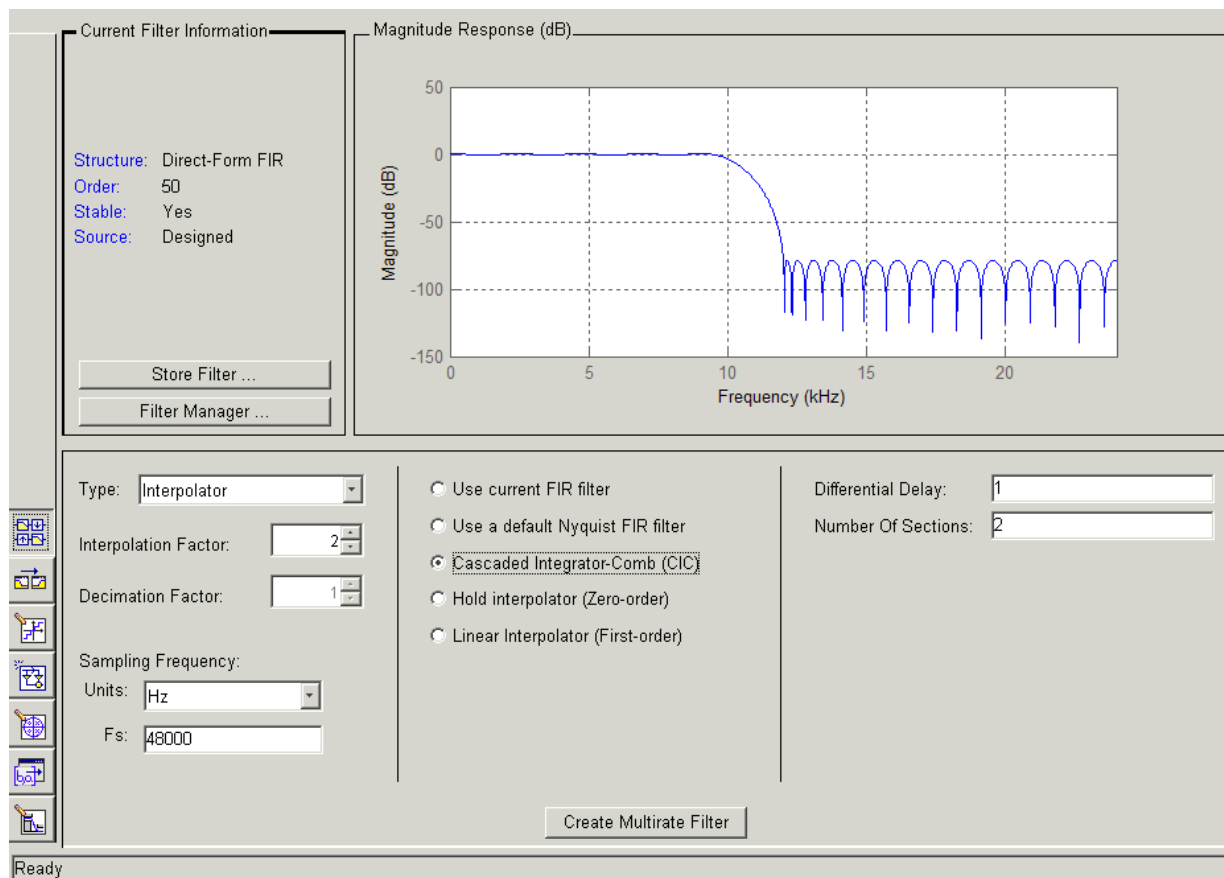 Current Filter Information
Structure: Direct-Form FIR
Order: 50
Stable: Yes
Source: Designed
Store Filter ...
Filter Manager ...
Magnitude Response (dB)
50
0
-50
-100
-150
Magnitude (dB)
0 5 10 15 20
Frequency (kHz)
Type: Interpolator
Interpolation Factor: 2
Decimation Factor: 1
Sampling Frequency:
Units: Hz
Fs: 48000
Use current FIR filter
Use a default Nyquist FIR filter
Cascaded Integrator-Comb (CIC)
Hold interpolator (Zero-order)
Linear Interpolator (First-order)
Differential Delay: 1
Number Of Sections: 2
Create Multirate Filter
[b,a]
Ready